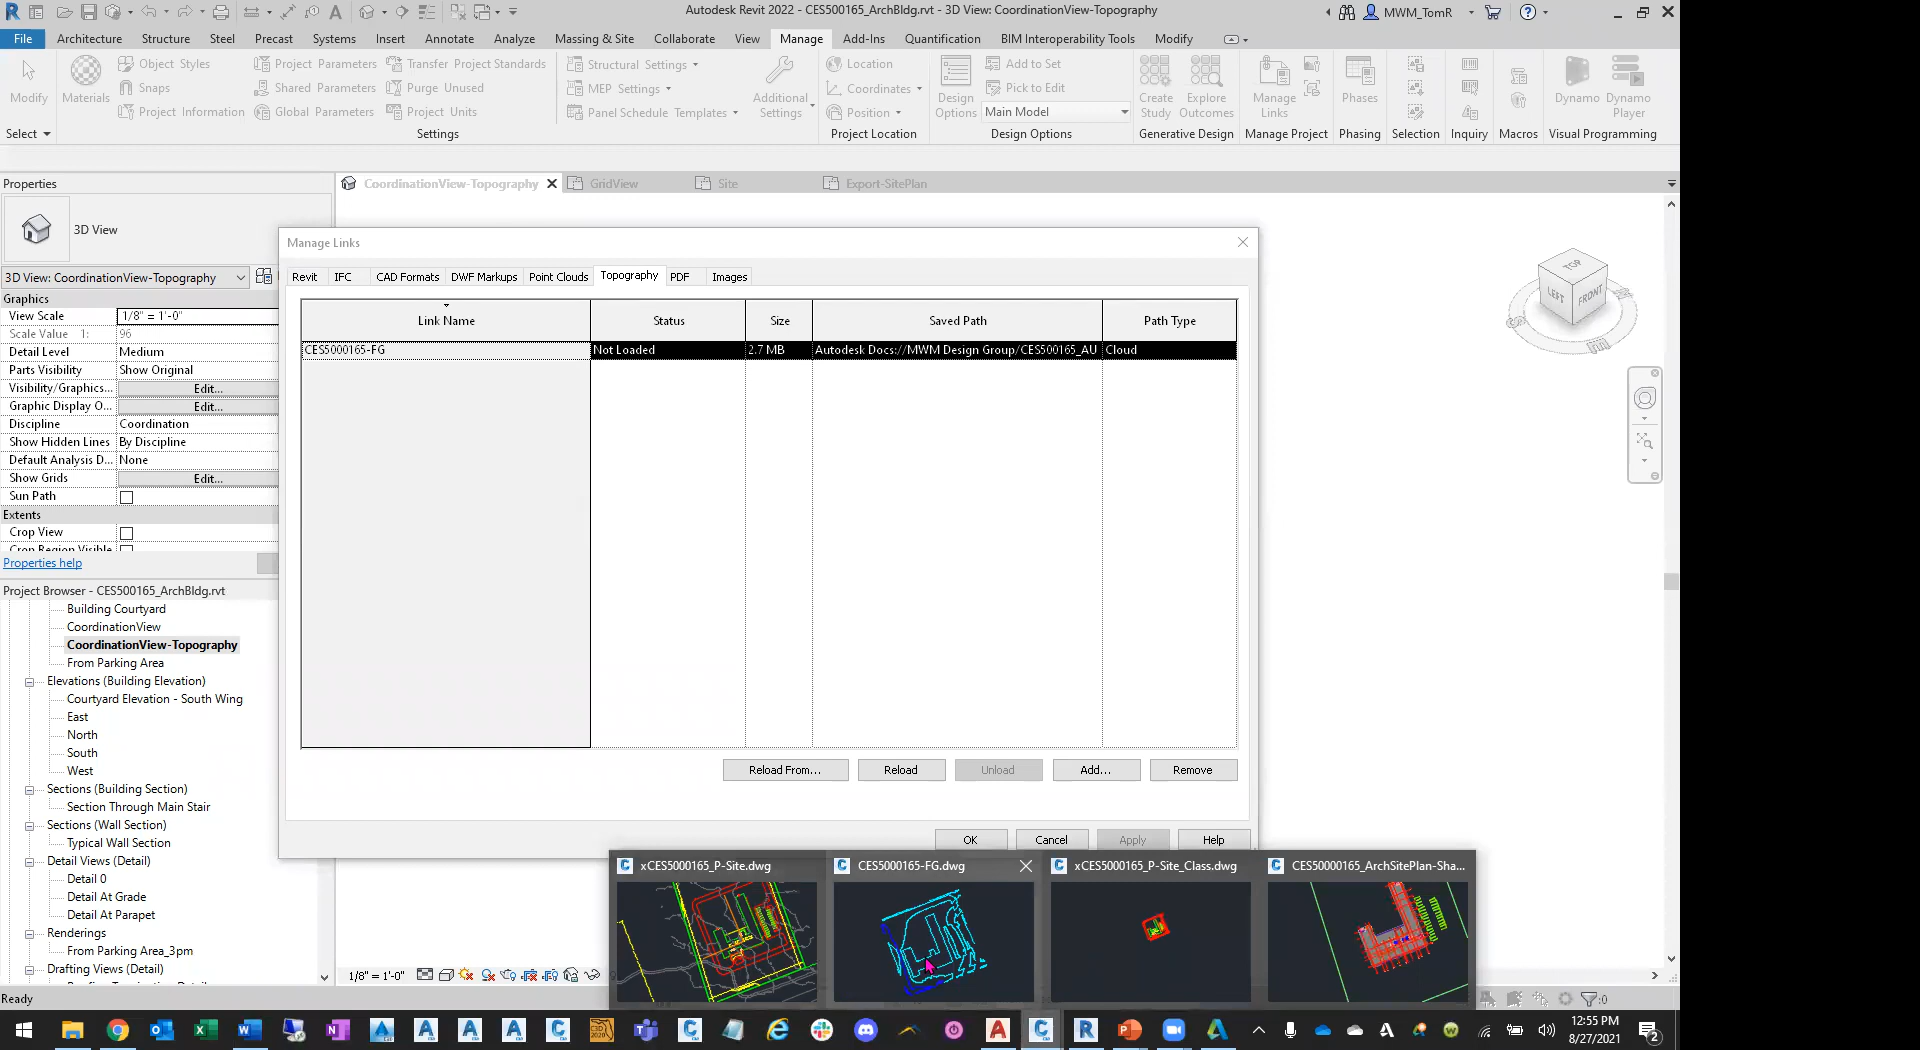 Autodesk Revit 2022 - CES500165_ArchBldg.rvt - 3D View: CoordinationView-Topography
MWM_TomR
File Architecture Structure Steel Precast Systems Insert Annotate Analyze Massing & Site Collaborate View Manage Add-Ins Quantification BIM Interoperability Tools Modify
Modify
Select
Materials
Object Styles
Snaps
Project Information
Project Parameters
Shared Parameters
Global Parameters
Transfer Project Standards
Purge Unused
Project Units
Settings
Structural Settings
MEP Settings
Panel Schedule Templates
Additional
Settings
Location
Coordinates
Position
Project Location
Design
Options
Add to Set
Pick to Edit
Main Model
Design Options
Create
Study
Explore
Outcomes
Generative Design
Manage
Links
Manage Project
Phases
Phasing
Selection
Inquiry
Macros
Dynamo
Dynamo
Player
Visual Programming
Properties
CoordinationView-Topography
GridView
Site
Export-SitePlan
3D View
3D View: CoordinationView-Topography
Graphics
View Scale 1/8" = 1'-0"
Scale Value 1: 96
Detail Level Medium
Parts Visibility Show Original
Visibility/Graphics... Edit...
Graphic Display O... Edit...
Discipline Coordination
Show Hidden Lines By Discipline
Default Analysis D... None
Show Grids Edit...
Sun Path
Extents
Crop View
Crop Region Visible
Properties help
Project Browser - CES500165_ArchBldg.rvt
Building Courtyard
CoordinationView
CoordinationView-Topography
From Parking Area
Elevations (Building Elevation)
Courtyard Elevation - South Wing
East
North
South
West
Sections (Building Section)
Section Through Main Stair
Sections (Wall Section)
Typical Wall Section
Detail Views (Detail)
Detail 0
Detail At Grade
Detail At Parapet
Renderings
From Parking Area_3pm
Drafting Views (Detail)
Manage Links
Revit IFC CAD Formats DWF Markups Point Clouds Topography PDF Images
Link Name Status Size Saved Path Path Type
CES5000165-FG Not Loaded 2.7 MB Autodesk Docs://MWM Design Group/CES500165_AU Cloud
Reload From... Reload Unload Add... Remove
OK Cancel Apply Help
TOP
LEFT
FRONT
xCES5000165_P-Site.dwg
CES5000165-FG.dwg
xCES5000165_P-Site_Class.dwg
CES50000165_ArchSitePlan-Sha...
1/8" = 1'-0"
Ready
:0
12:55 PM
8/27/2021
2